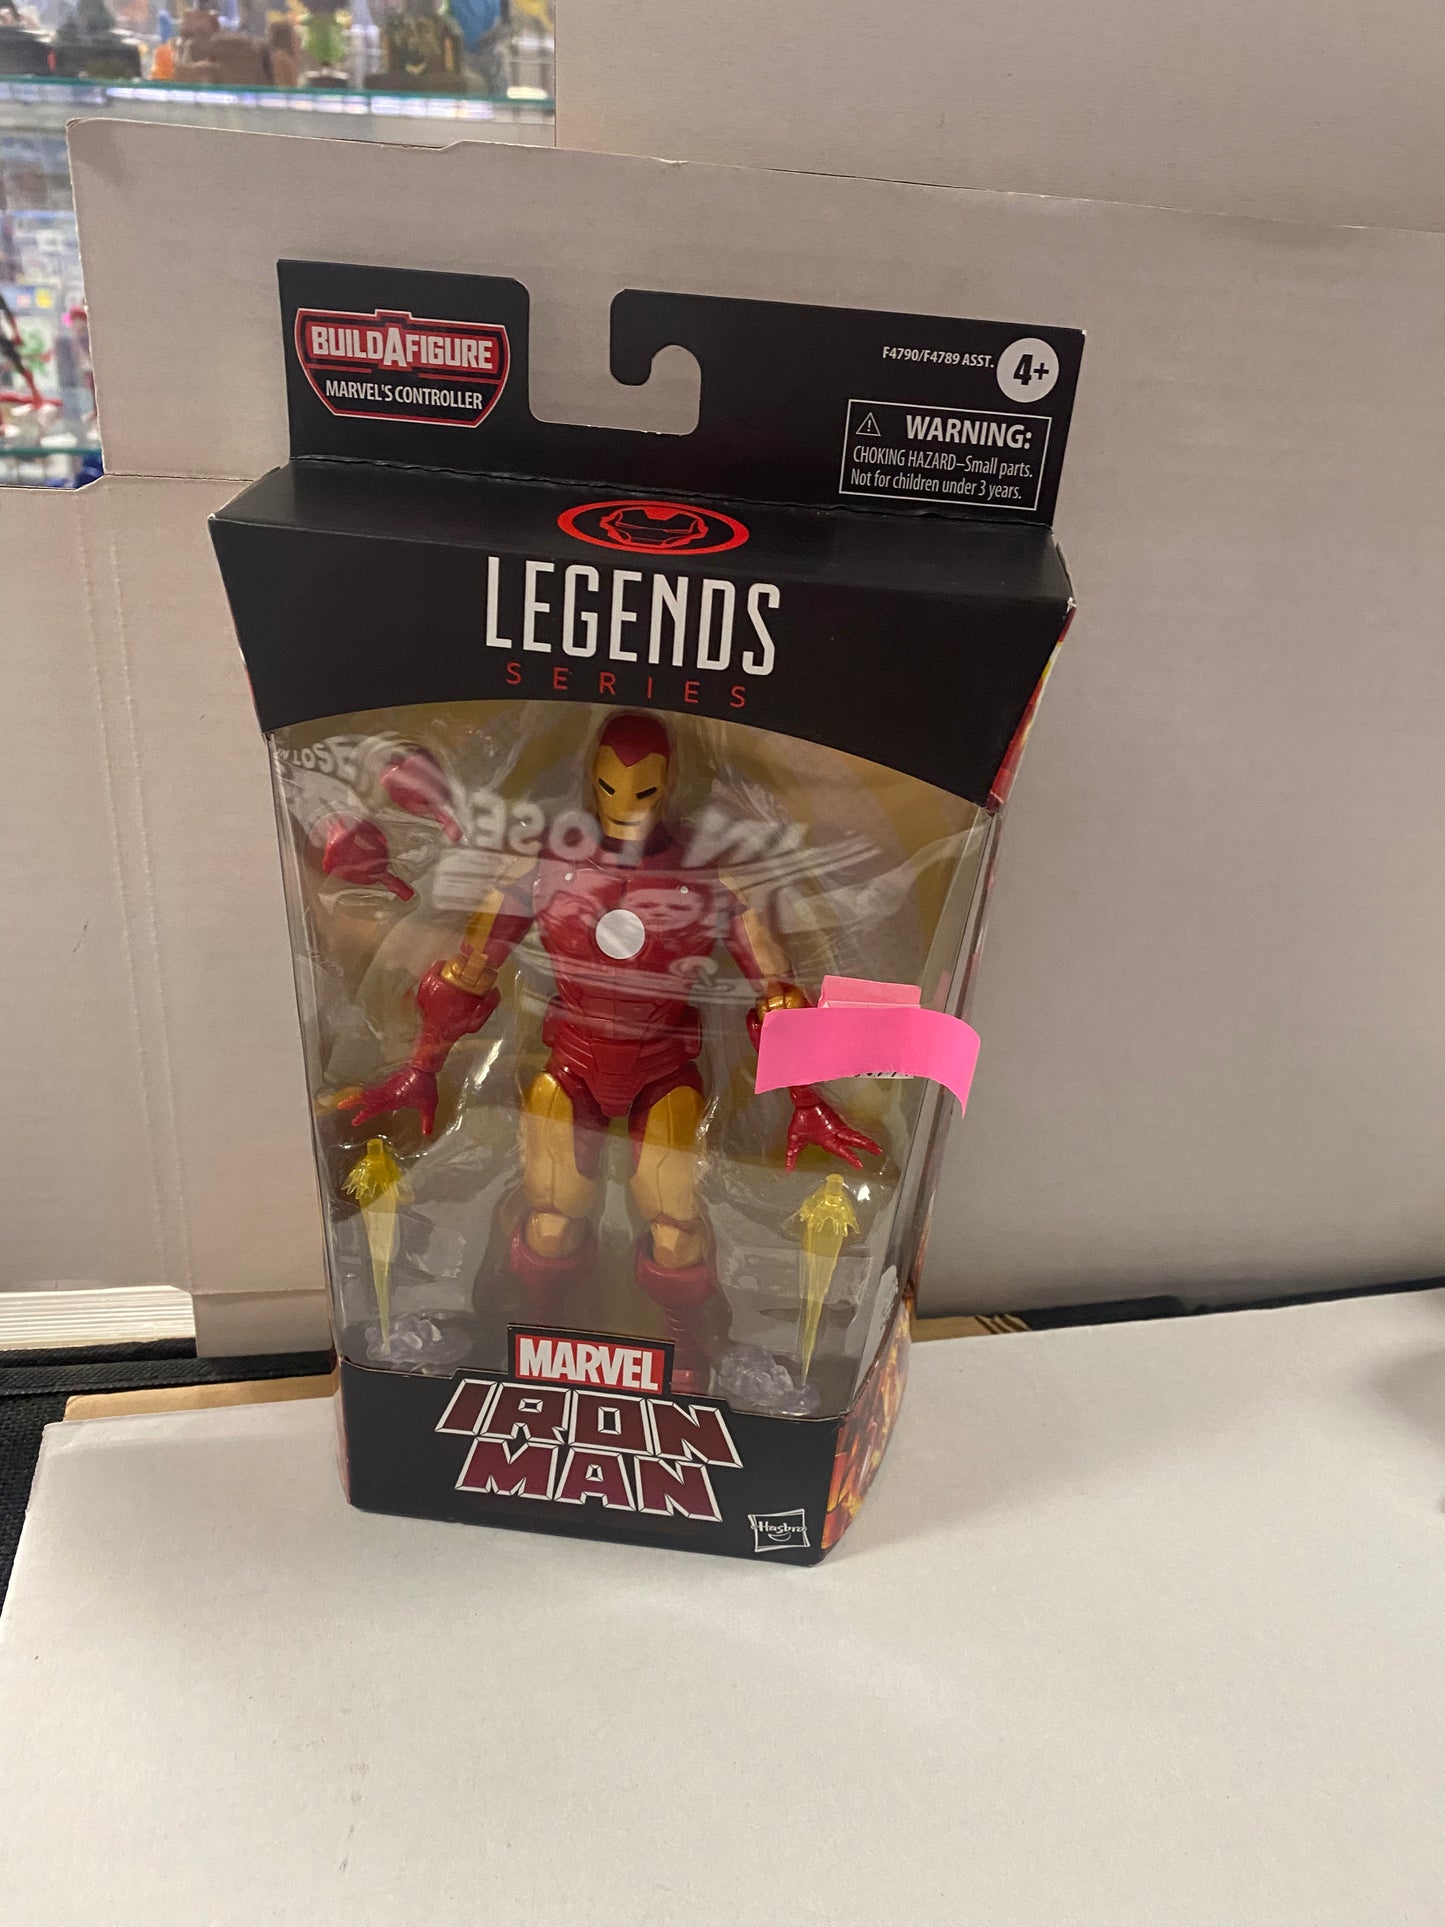 BUILDAFIGURE
MARVEL'S CONTROLLER
F4790/F4789 ASST.
4+
WARNING:
CHOKING HAZARD–Small parts.
Not for children under 3 years.
LEGENDS
SERIES
MARVEL
IRON
MAN
Hasbro